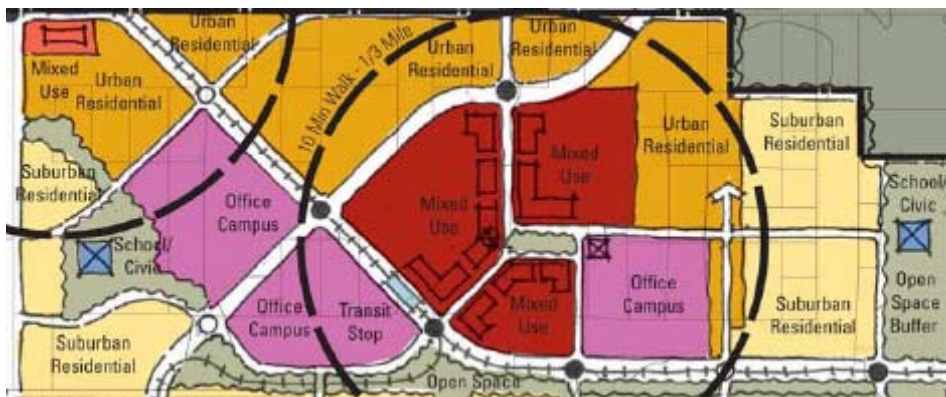 Urban
Residential
Urban
Residential
Urban
Residential
Mixed
Use
Urban
Residential
10 Min Walk - 1/3 Mile
Suburban
Residential
Mixed
Use
Urban
Residential
Suburban
Residential
School/
Civic
Office
Campus
Mixed
Use
School/
Civic
Office
Campus
Transit
Stop
Mixed
Use
Office
Campus
Suburban
Residential
Open
Space
Buffer
Suburban
Residential
Open Space